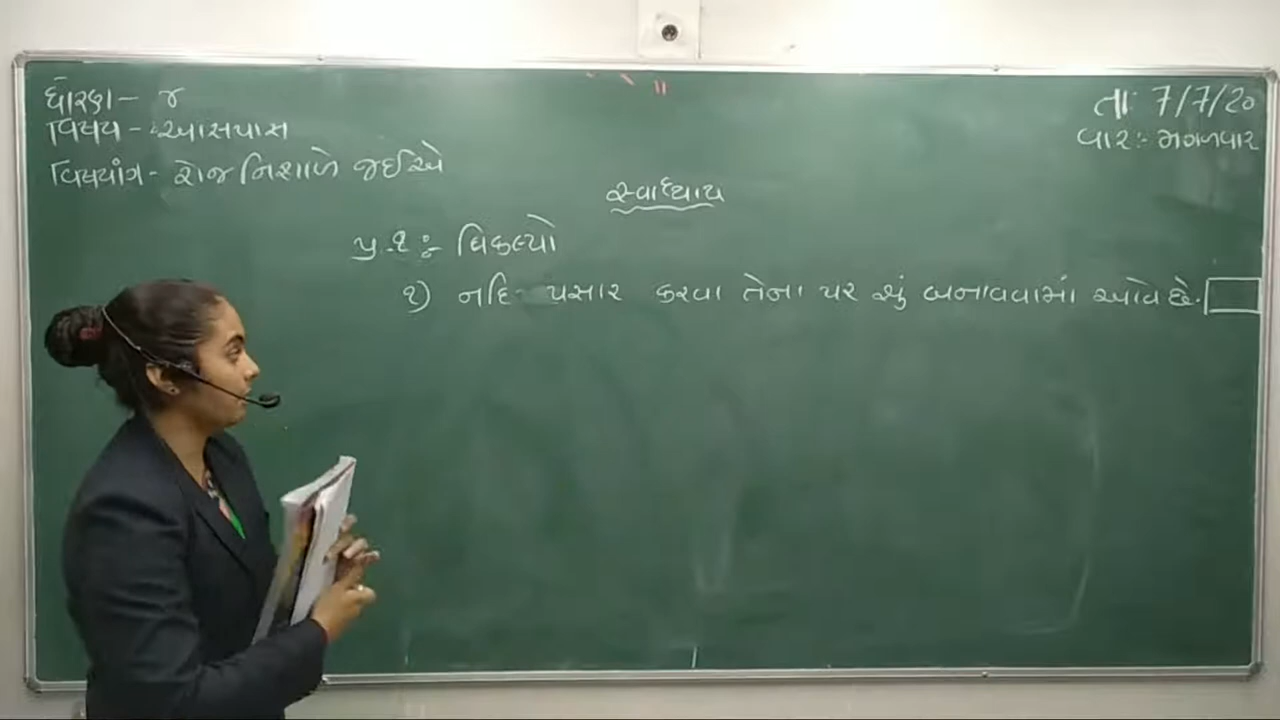 ધોરણ - ૪
તા: 7/7/20
વિષય - આસપાસ
વાર :- મંગળવાર
વિષયાંગ - રોજ નિશાળે જઈએ
સ્વાધ્યાય
પ્ર.૧ :- વિકલ્પો
૧) નદિ પસાર કરવા તેના પર શું બનાવવામાં આવે છે.